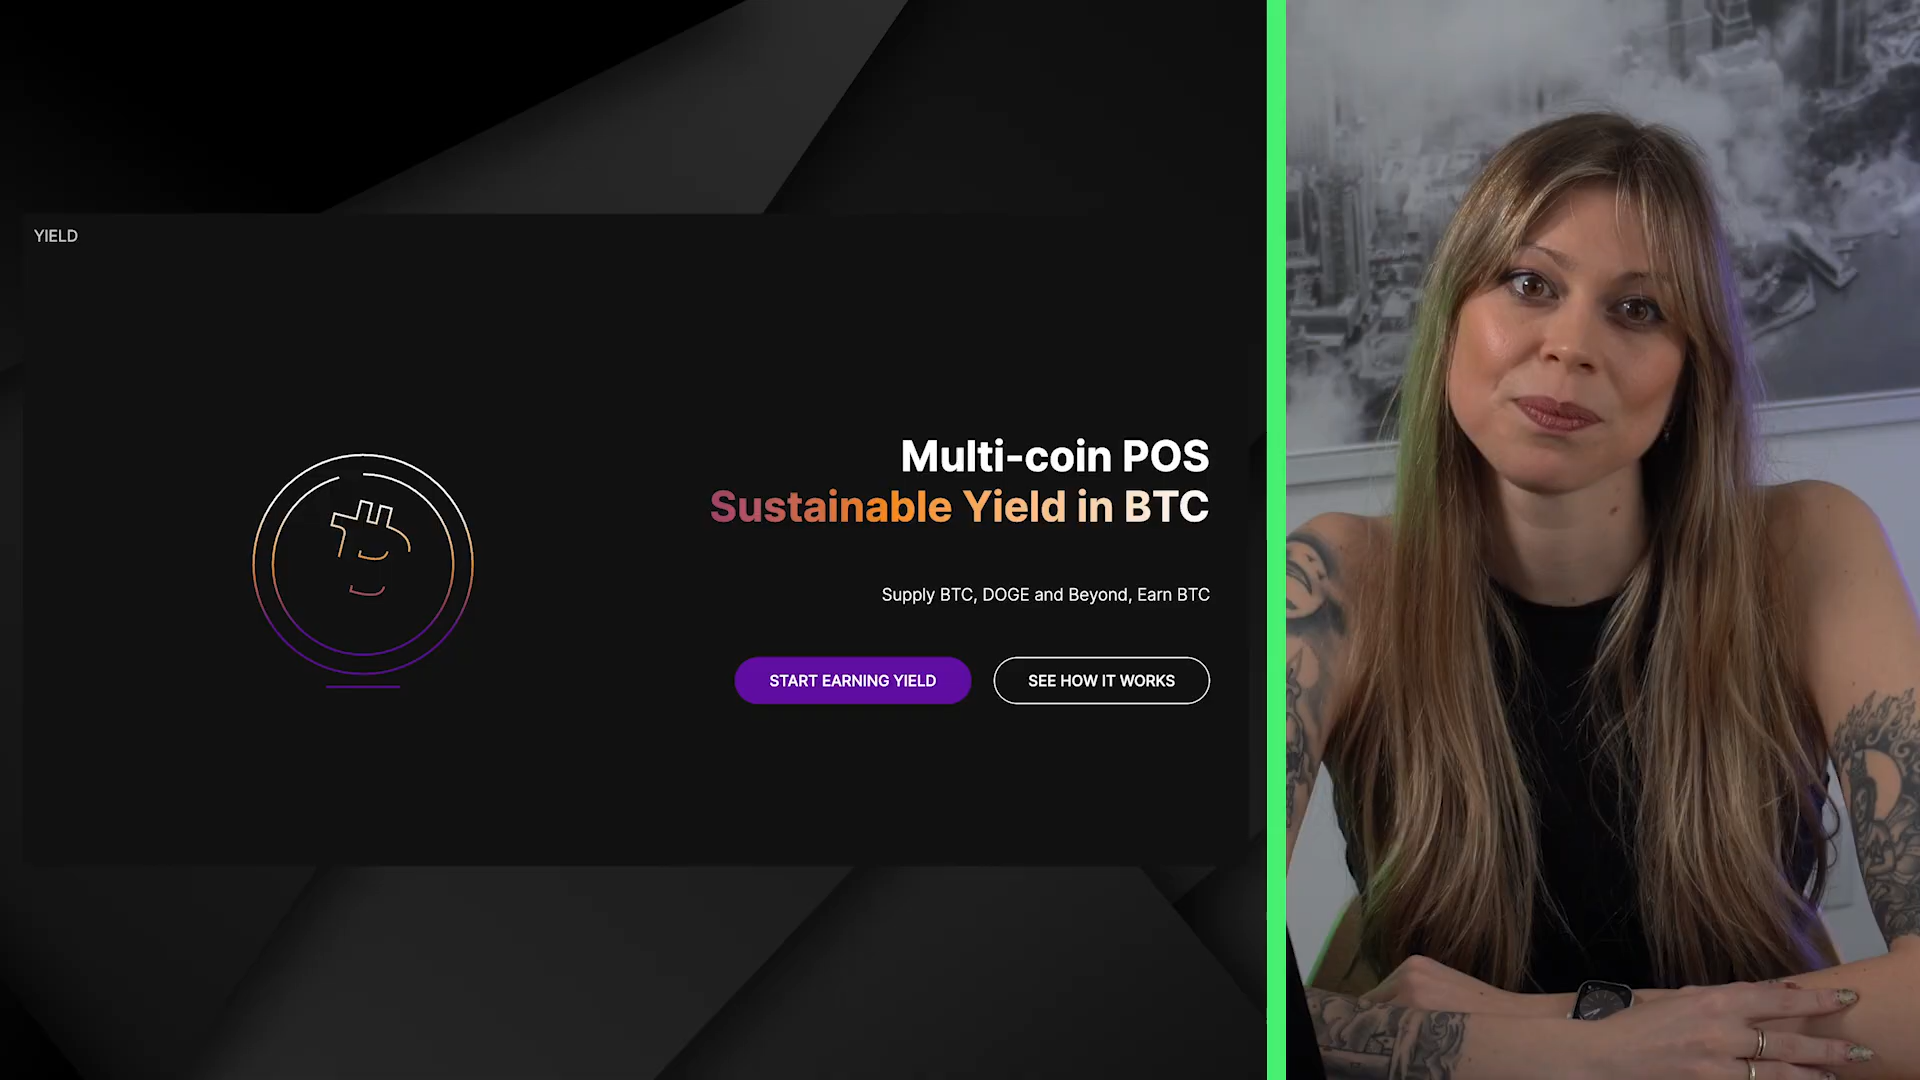 YIELD
Multi-coin POS
Sustainable Yield in BTC
Supply BTC, DOGE and Beyond, Earn BTC
START EARNING YIELD
SEE HOW IT WORKS